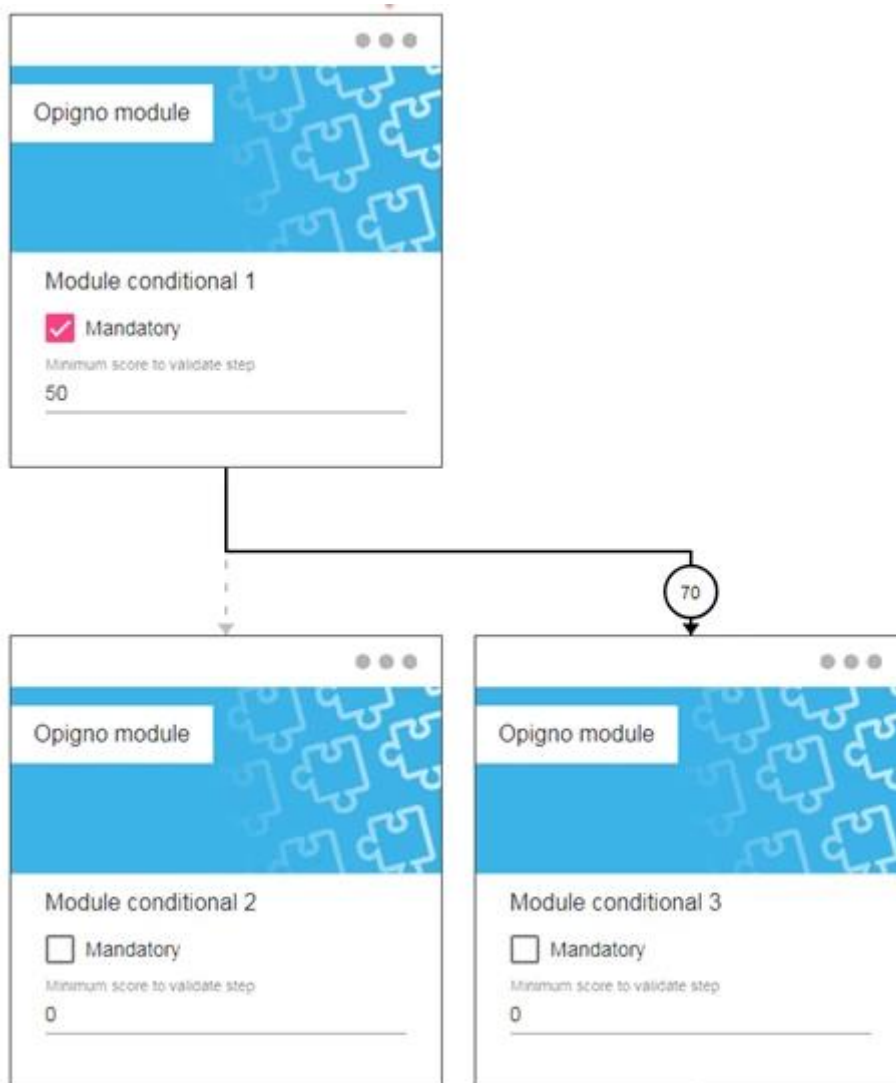 Opigno module
Module conditional 1
Mandatory
Minimum score to validate step
50
70
Opigno module
Module conditional 2
Mandatory
Minimum score to validate step
0
Opigno module
Module conditional 3
Mandatory
Minimum score to validate step
0